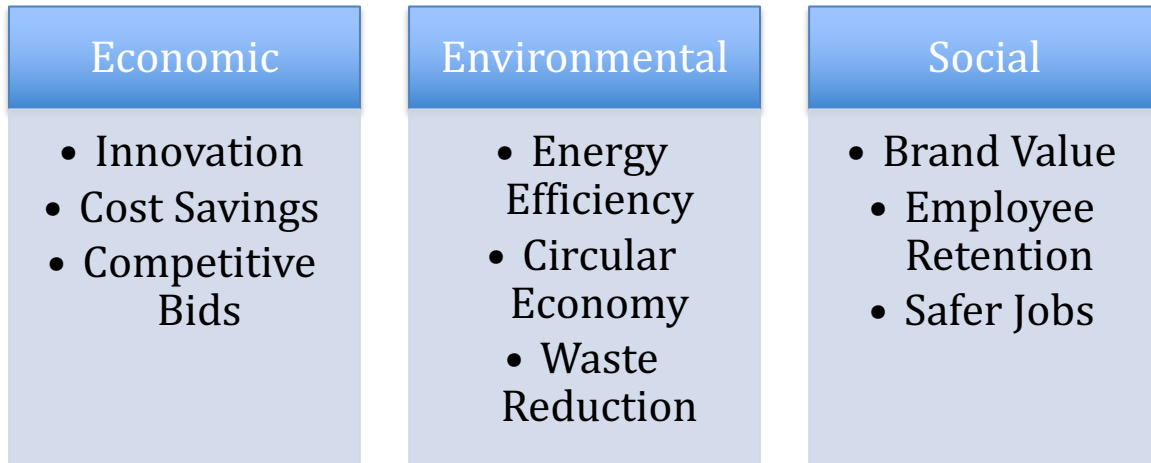 Economic
• Innovation
• Cost Savings
• Competitive
Bids
Environmental
• Energy
Efficiency
• Circular
Economy
• Waste
Reduction
Social
• Brand Value
• Employee
Retention
• Safer Jobs